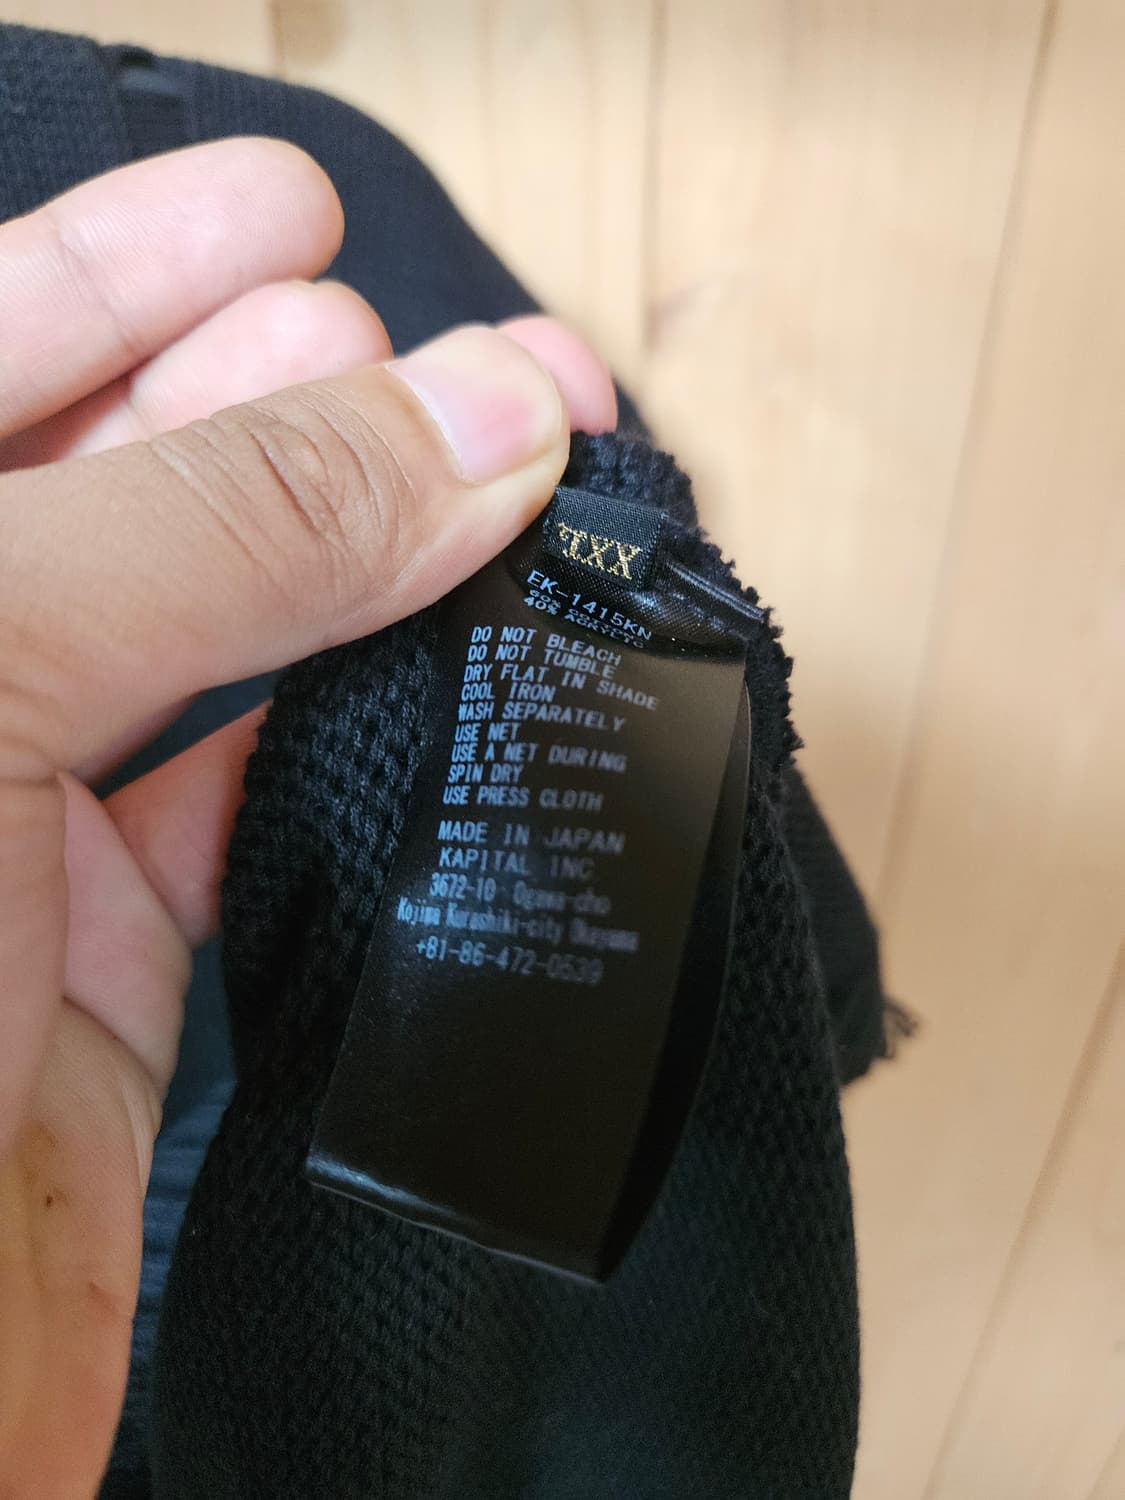 XXL
EK-1415KN
60% COTTON
40% ACRYLIC
DO NOT BLEACH
DO NOT TUMBLE
DRY FLAT IN SHADE
COOL IRON
WASH SEPARATELY
USE NET
USE A NET DURING
SPIN DRY
USE PRESS CLOTH
MADE IN JAPAN
KAPITAL INC
3672-10 Ogawa-cho
Kojima Kurashiki-city Okayama
+81-86-472-0539